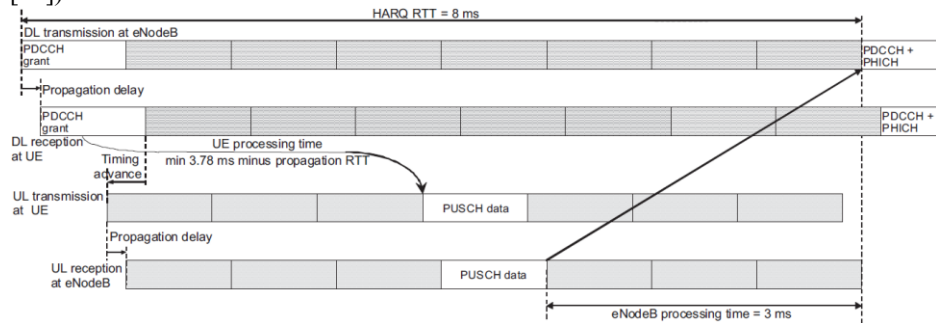 HARQ RTT = 8 ms
DL transmission at eNodeB
PDCCH
grant
PDCCH +
PHICH
Propagation delay
PDCCH
grant
PDCCH +
PHICH
DL reception
at UE
UE processing time
min 3.78 ms minus propagation RTT
Timing
advance
UL transmission
at UE
PUSCH data
Propagation delay
UL reception
at eNodeB
PUSCH data
eNodeB processing time = 3 ms